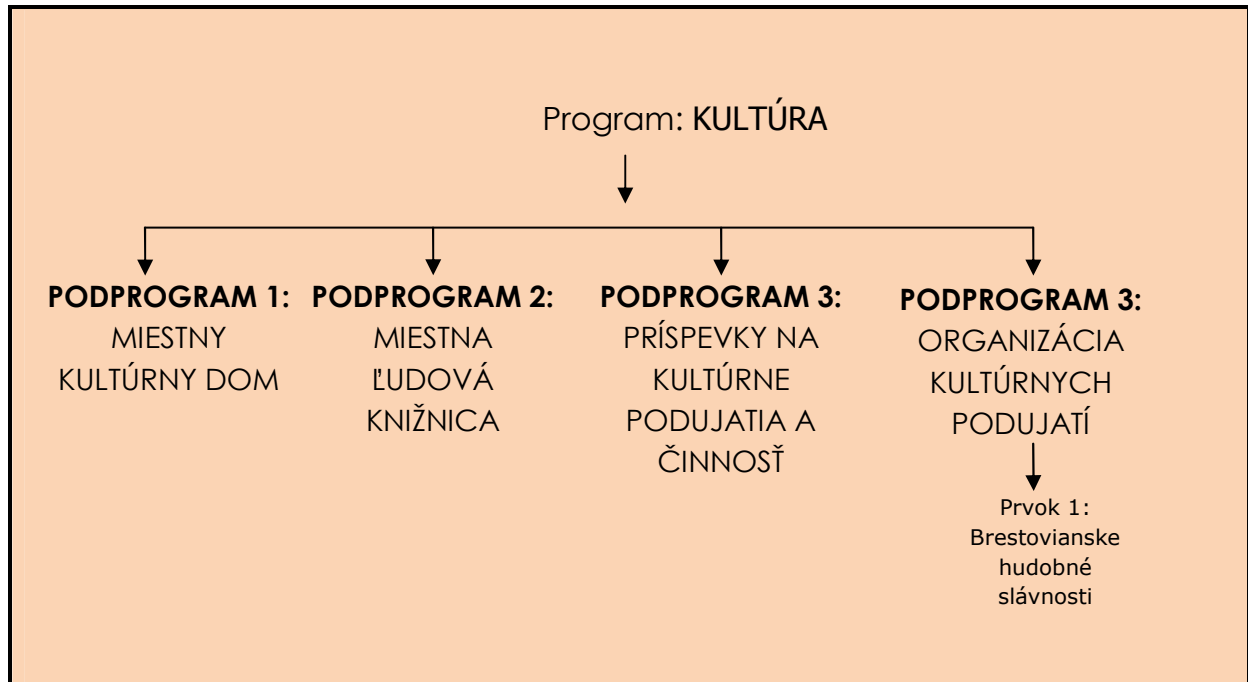 Program: KULTÚRA
PODPROGRAM 1:
MIESTNY
KULTÚRNY DOM
PODPROGRAM 2:
MIESTNA
ĽUDOVÁ
KNIŽNICA
PODPROGRAM 3:
PRÍSPEVKY NA
KULTÚRNE
PODUJATIA A
ČINNOSŤ
PODPROGRAM 3:
ORGANIZÁCIA
KULTÚRNYCH
PODUJATÍ
Prvok 1:
Brestovianske
hudobné
slávnosti